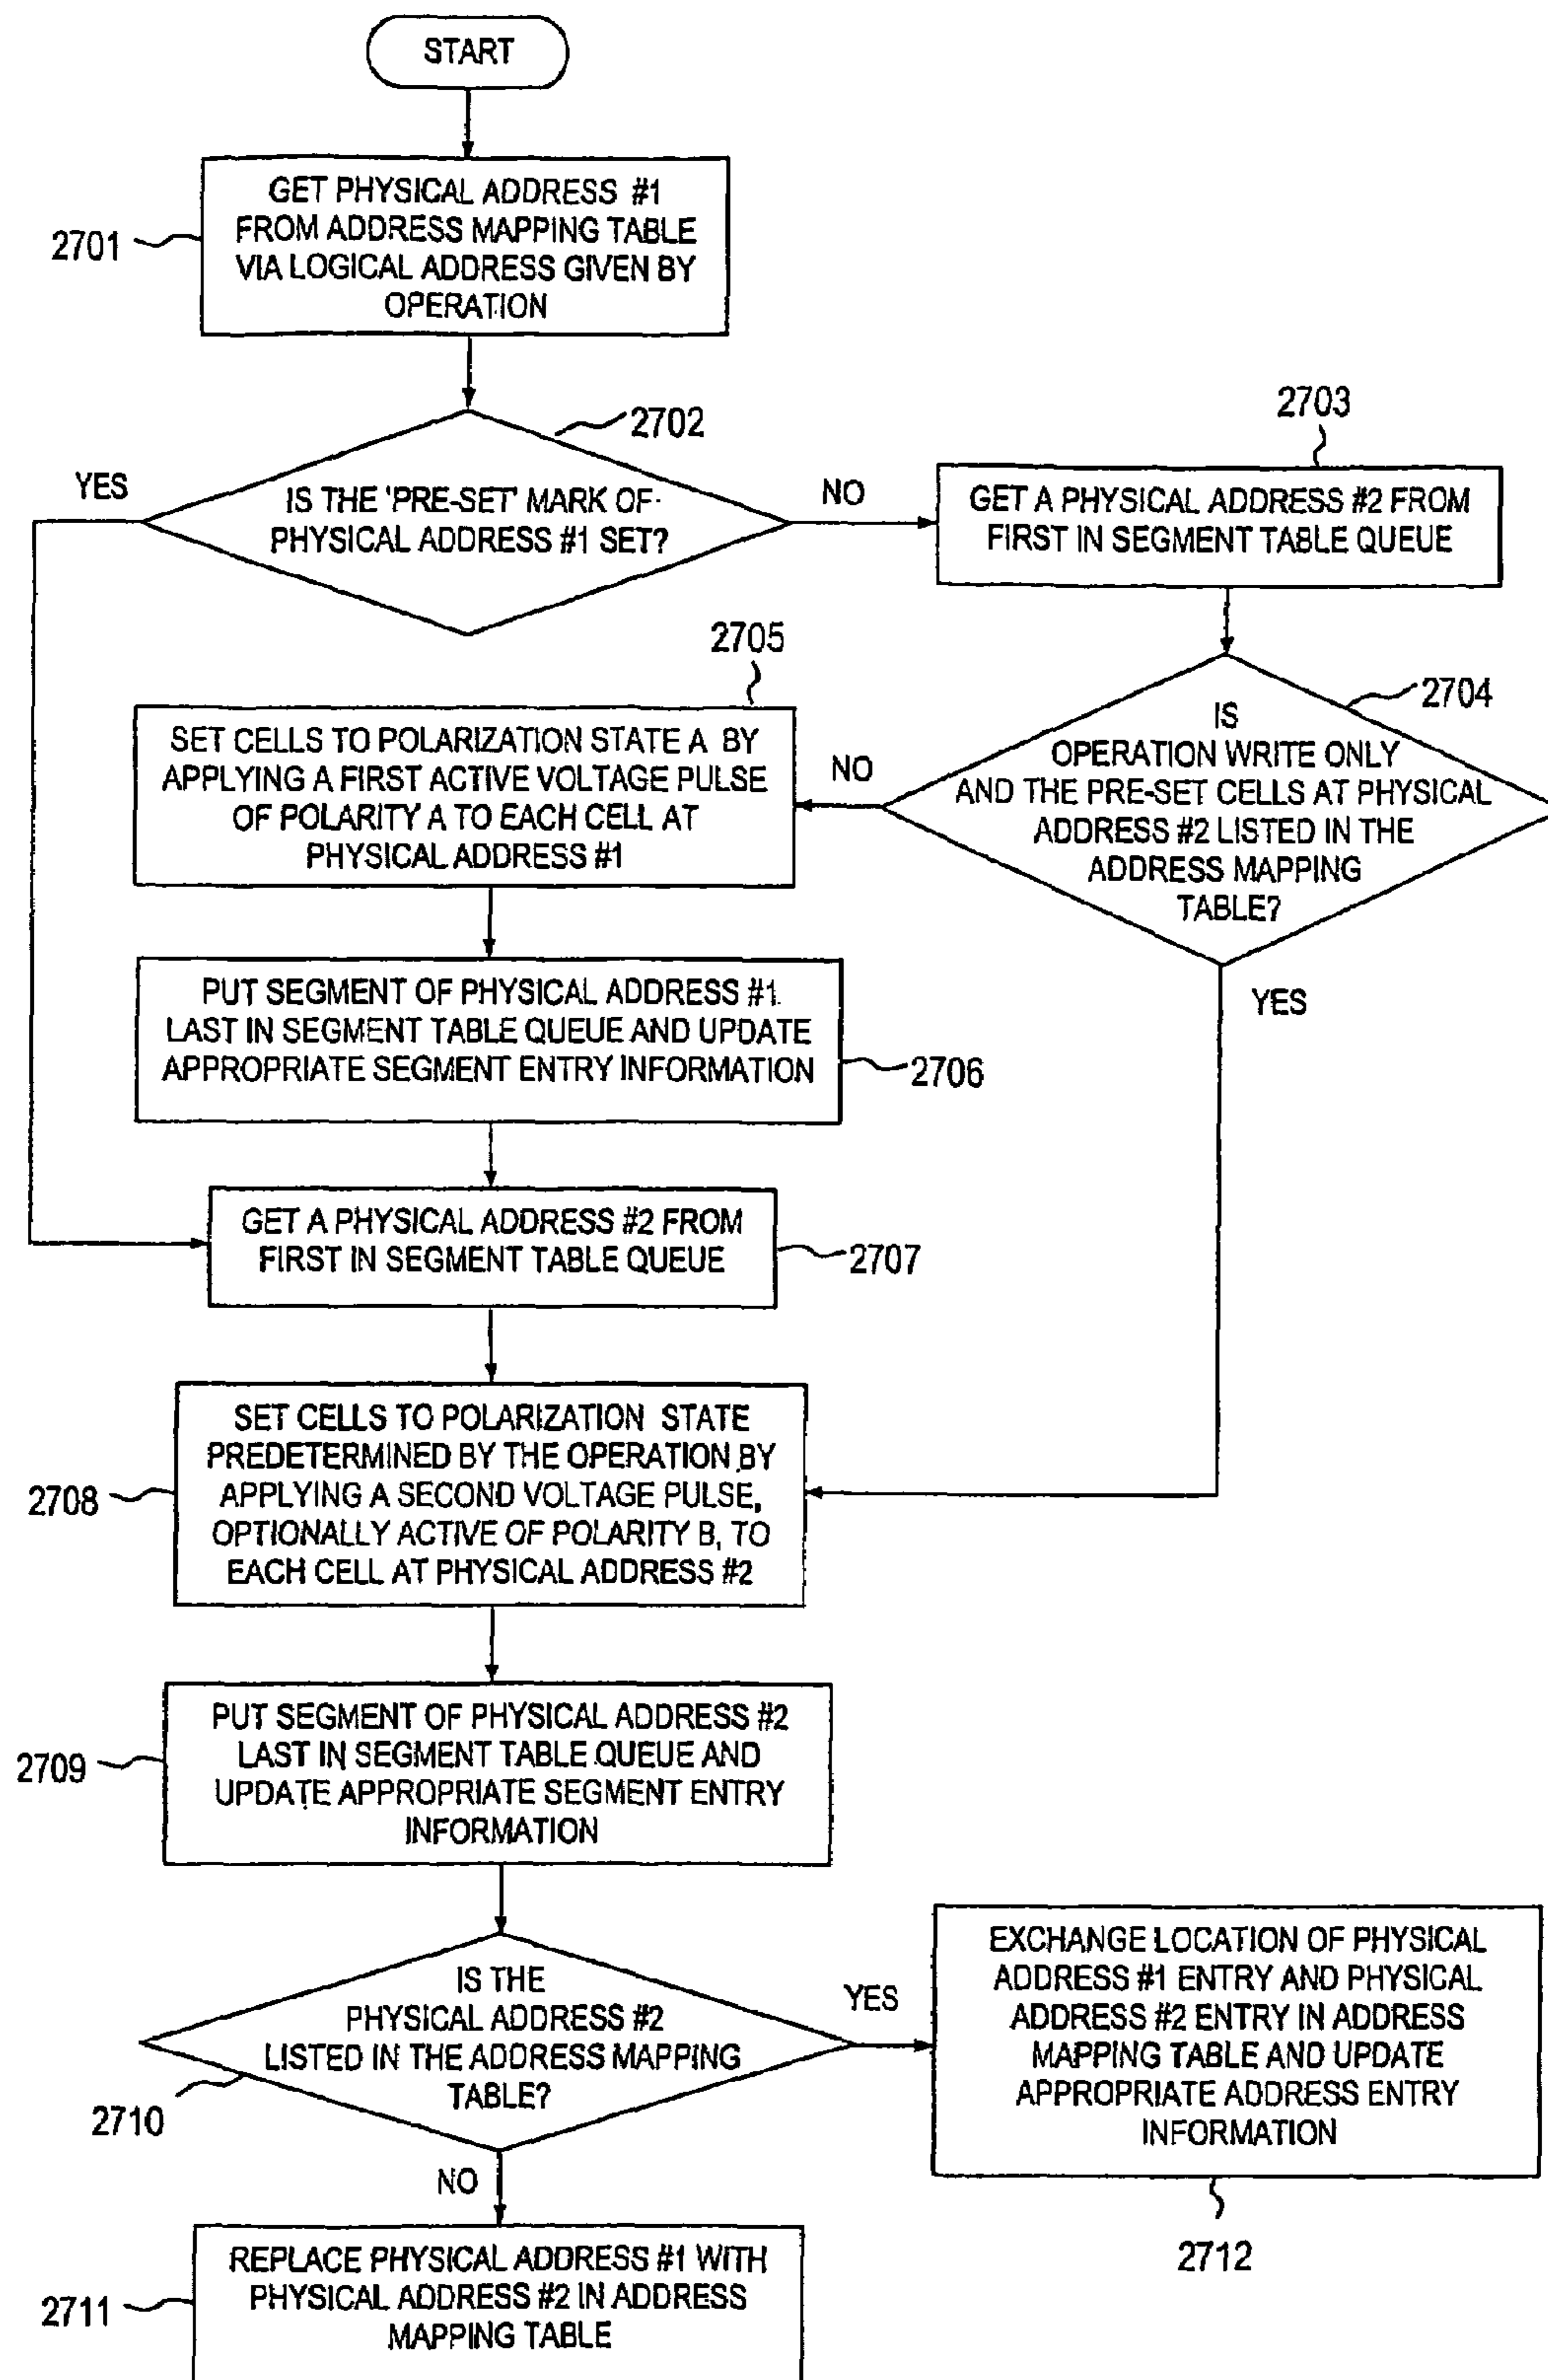 START
GET PHYSICAL ADDRESS #1
FROM ADDRESS MAPPING TABLE
VIA LOGICAL ADDRESS GIVEN BY
OPERATION
2701
2702
YES
IS THE 'PRE-SET' MARK OF
PHYSICAL ADDRESS #1 SET?
NO
2703
GET A PHYSICAL ADDRESS #2 FROM
FIRST IN SEGMENT TABLE QUEUE
2704
IS
OPERATION WRITE ONLY
AND THE PRE-SET CELLS AT PHYSICAL
ADDRESS #2 LISTED IN THE
ADDRESS MAPPING
TABLE?
NO
YES
2705
SET CELLS TO POLARIZATION STATE A BY
APPLYING A FIRST ACTIVE VOLTAGE PULSE
OF POLARITY A TO EACH CELL AT
PHYSICAL ADDRESS #1
PUT SEGMENT OF PHYSICAL ADDRESS #1
LAST IN SEGMENT TABLE QUEUE AND UPDATE
APPROPRIATE SEGMENT ENTRY INFORMATION
2706
GET A PHYSICAL ADDRESS #2 FROM
FIRST IN SEGMENT TABLE QUEUE
2707
SET CELLS TO POLARIZATION STATE
PREDETERMINED BY THE OPERATION BY
APPLYING A SECOND VOLTAGE PULSE,
OPTIONALLY ACTIVE OF POLARITY B, TO
EACH CELL AT PHYSICAL ADDRESS #2
2708
PUT SEGMENT OF PHYSICAL ADDRESS #2
LAST IN SEGMENT TABLE QUEUE AND
UPDATE APPROPRIATE SEGMENT ENTRY
INFORMATION
2709
IS THE
PHYSICAL ADDRESS #2
LISTED IN THE ADDRESS MAPPING
TABLE?
2710
YES
NO
EXCHANGE LOCATION OF PHYSICAL
ADDRESS #1 ENTRY AND PHYSICAL
ADDRESS #2 ENTRY IN ADDRESS
MAPPING TABLE AND UPDATE
APPROPRIATE ADDRESS ENTRY
INFORMATION
2712
REPLACE PHYSICAL ADDRESS #1 WITH
PHYSICAL ADDRESS #2 IN ADDRESS
MAPPING TABLE
2711